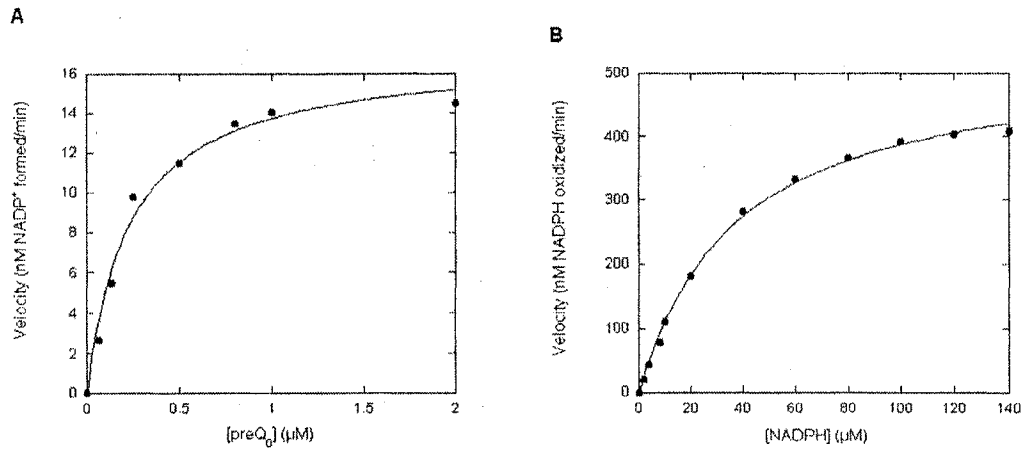 A
Velocity (nM NADP⁺ formed/min)
16
14
12
10
8
6
4
2
0
0 0.5 1 1.5 2
[preQ₀] (µM)
B
Velocity (nM NADPH oxidized/min)
500
400
300
200
100
0
0 20 40 60 80 100 120 140
[NADPH] (µM)